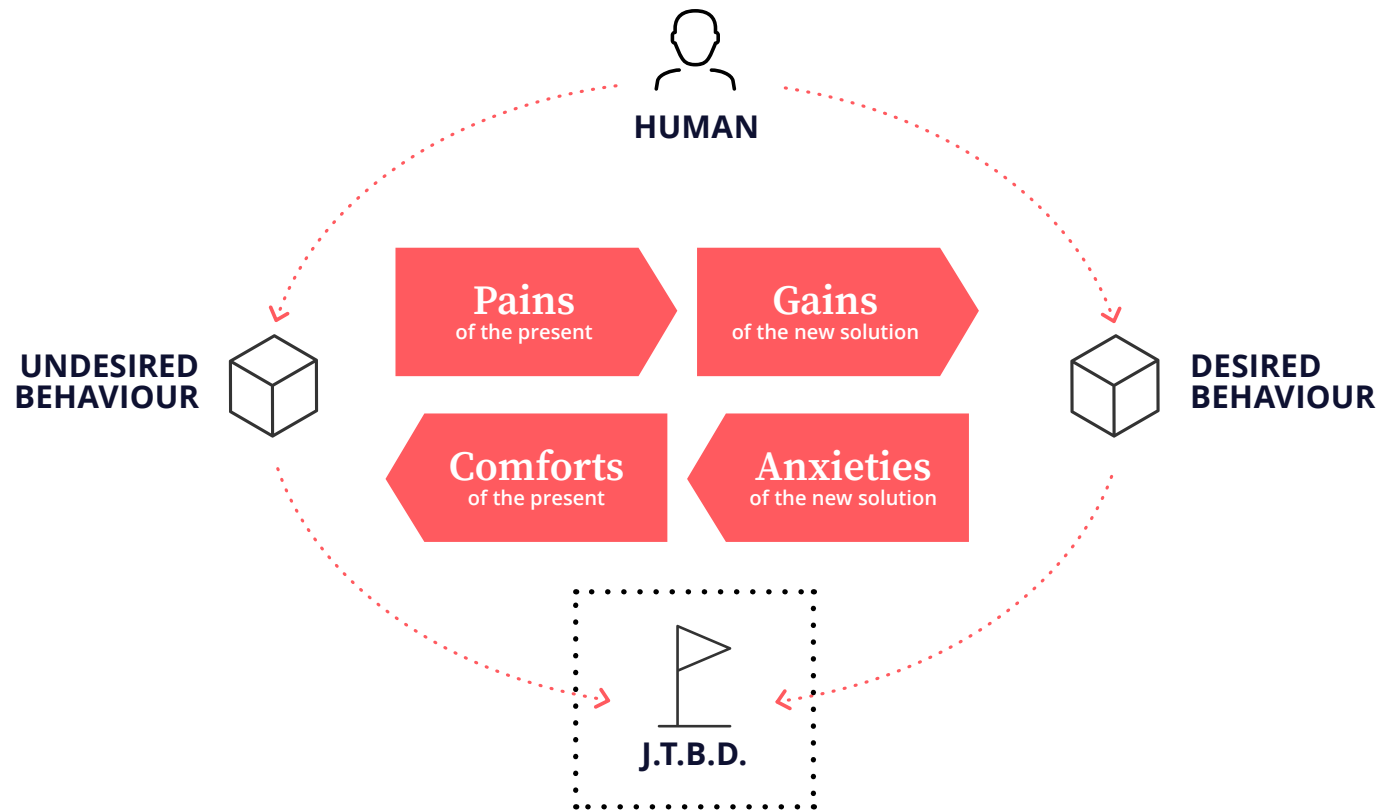 HUMAN
Pains
of the present
Gains
of the new solution
UNDESIRED
BEHAVIOUR
DESIRED
BEHAVIOUR
Comforts
of the present
Anxieties
of the new solution
J.T.B.D.